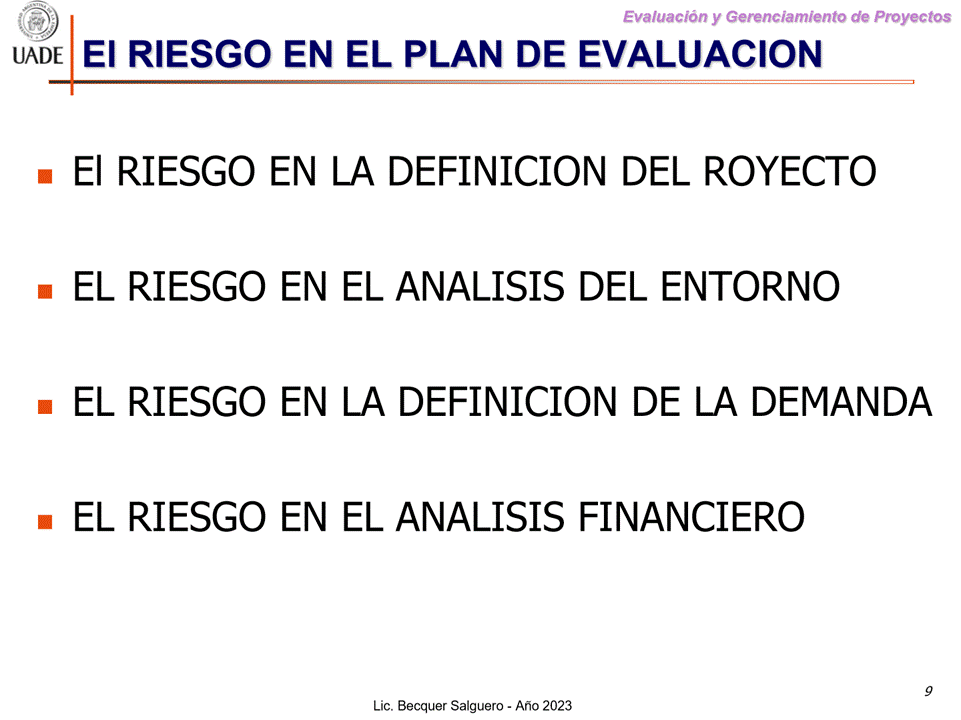 Evaluación y Gerenciamiento de Proyectos
UADE
El RIESGO EN EL PLAN DE EVALUACION
El RIESGO EN LA DEFINICION DEL ROYECTO
EL RIESGO EN EL ANALISIS DEL ENTORNO
EL RIESGO EN LA DEFINICION DE LA DEMANDA
EL RIESGO EN EL ANALISIS FINANCIERO
9
Lic. Becquer Salguero - Año 2023